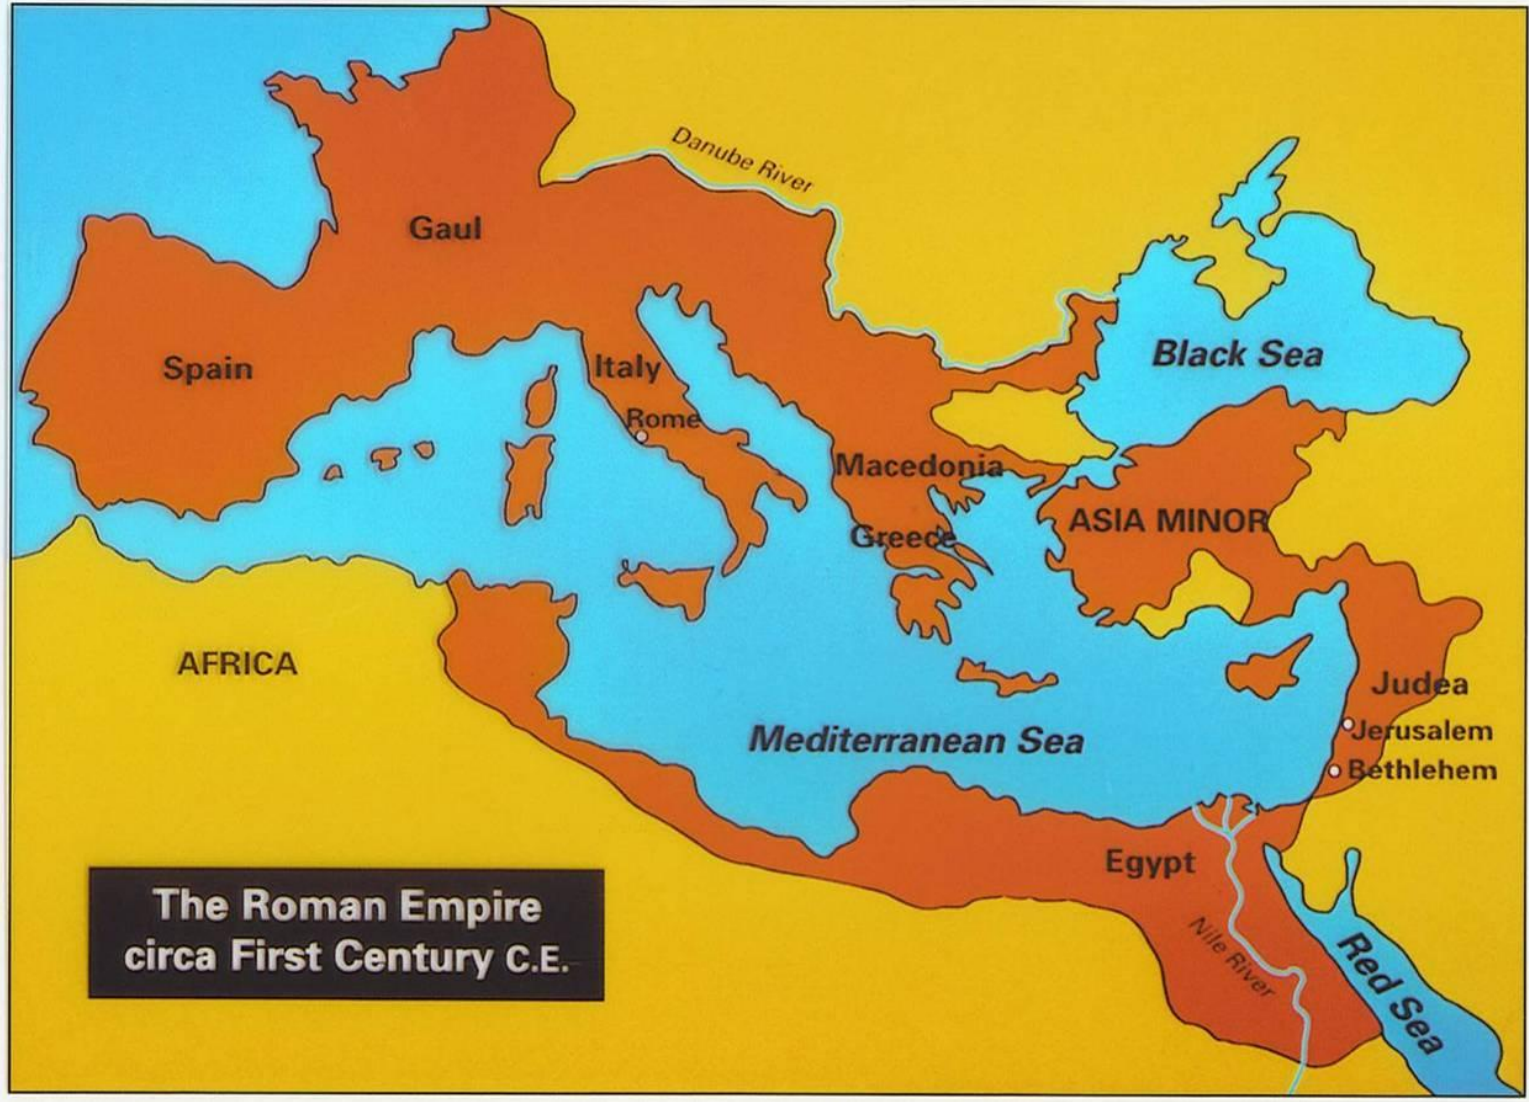 Danube River
Gaul
Spain
Italy
Rome
Black Sea
Macedonia
ASIA MINOR
Greece
AFRICA
Judea
Mediterranean Sea
Jerusalem
Bethlehem
Egypt
Nile River
Red Sea
The Roman Empire
circa First Century C.E.